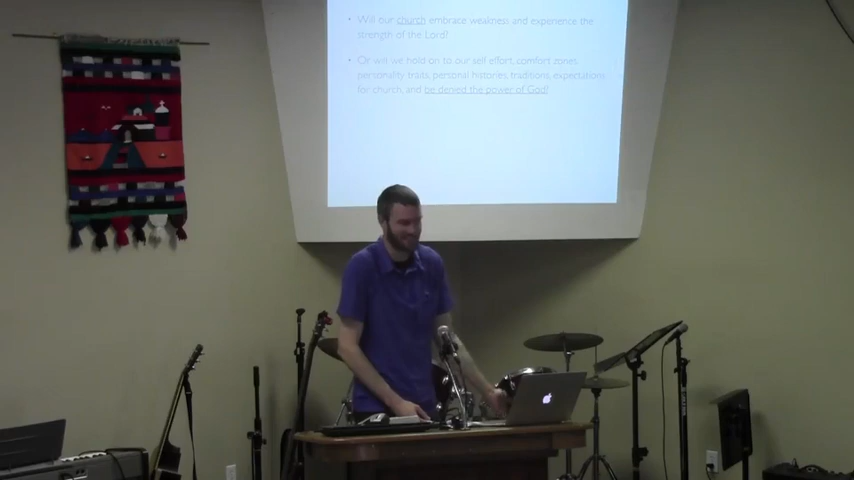 • Will our church embrace weakness and experience the
strength of the Lord?
• Or will we hold on to our self effort, comfort zones
personality traits, personal histories, traditions, expectations
for church, and be denied the power of God!